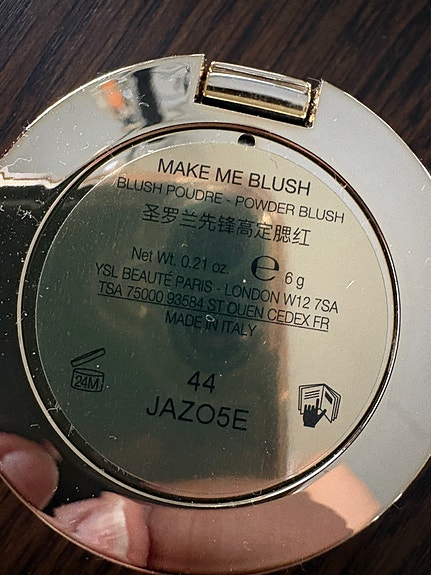 MAKE ME BLUSH
BLUSH POUDRE - POWDER BLUSH
圣罗兰先锋高定腮红
Net Wt. 0.21 oz. e 6 g
YSL BEAUTÉ PARIS - LONDON W12 7SA
TSA 75000 93584 ST OUEN CEDEX FR
MADE IN ITALY
24M
44
JAZO5E